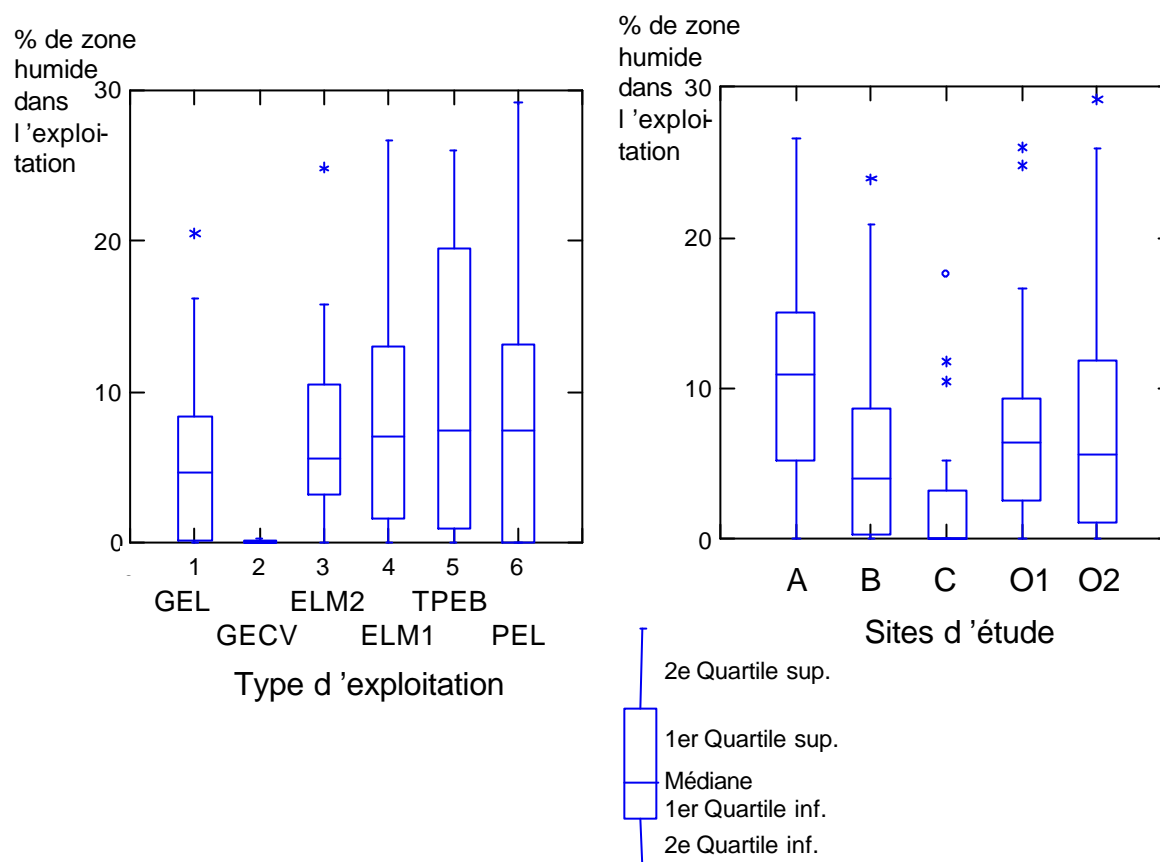 % de zone
humide
dans
l 'exploi-
tation
30
20
10
0
1 2 3 4 5 6
GEL ELM2 TPEB
GECV ELM1 PEL
Type d 'exploitation
% de zone
humide
dans
l 'exploi-
tation
30
20
10
0
A B C O1 O2
Sites d 'étude
2e Quartile sup.
1er Quartile sup.
Médiane
1er Quartile inf.
2e Quartile inf.